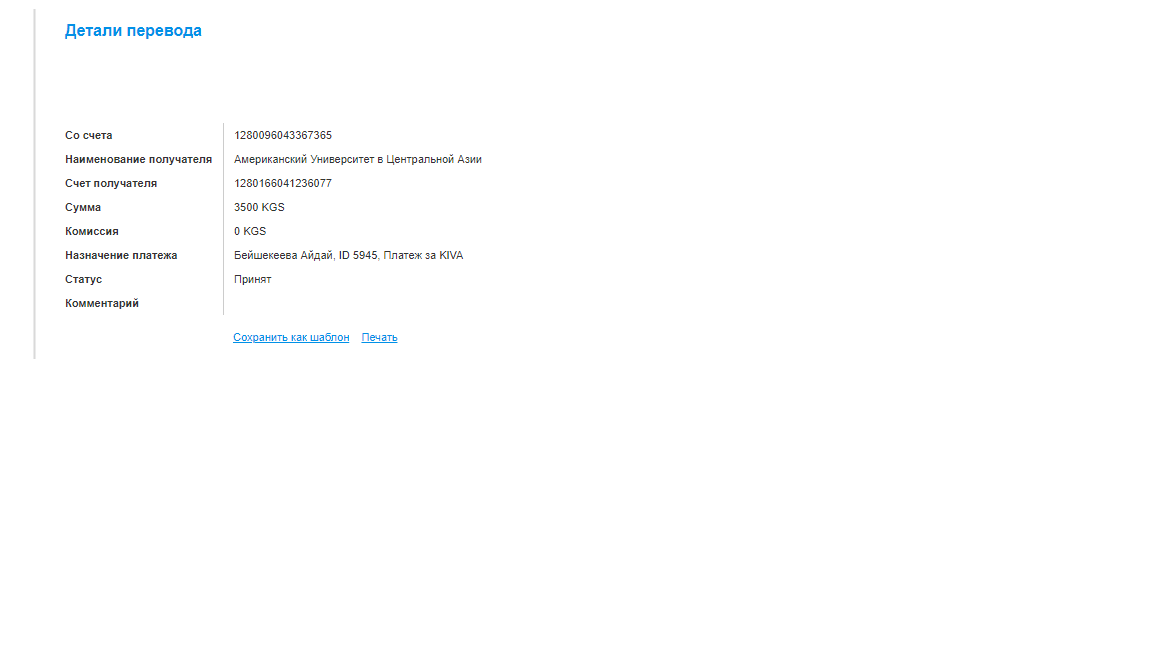 Детали перевода
Со счета 1280096043367365
Наименование получателя Американский Университет в Центральной Азии
Счет получателя 1280166041236077
Сумма 3500 KGS
Комиссия 0 KGS
Назначение платежа Бейшекеева Айдай, ID 5945, Платеж за KIVA
Статус Принят
Комментарий
Сохранить как шаблон Печать